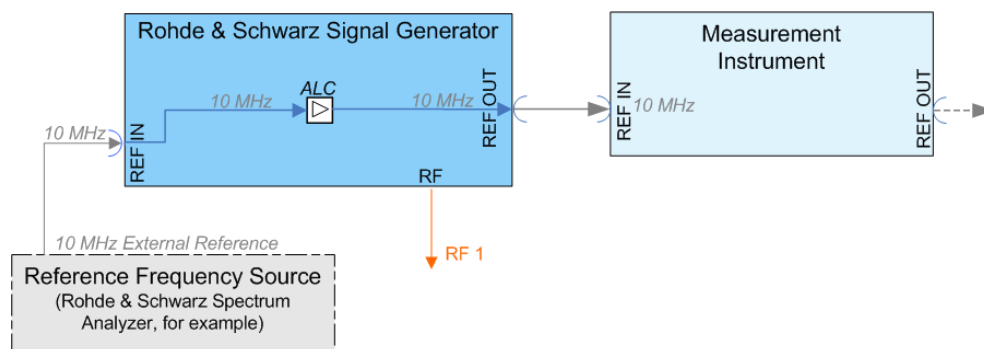 Rohde & Schwarz Signal Generator
Measurement
Instrument
ALC
10 MHz
10 MHz
REF OUT
REF IN
10 MHz
REF OUT
10 MHz
REF IN
RF
RF 1
10 MHz External Reference
Reference Frequency Source
(Rohde & Schwarz Spectrum
Analyzer, for example)